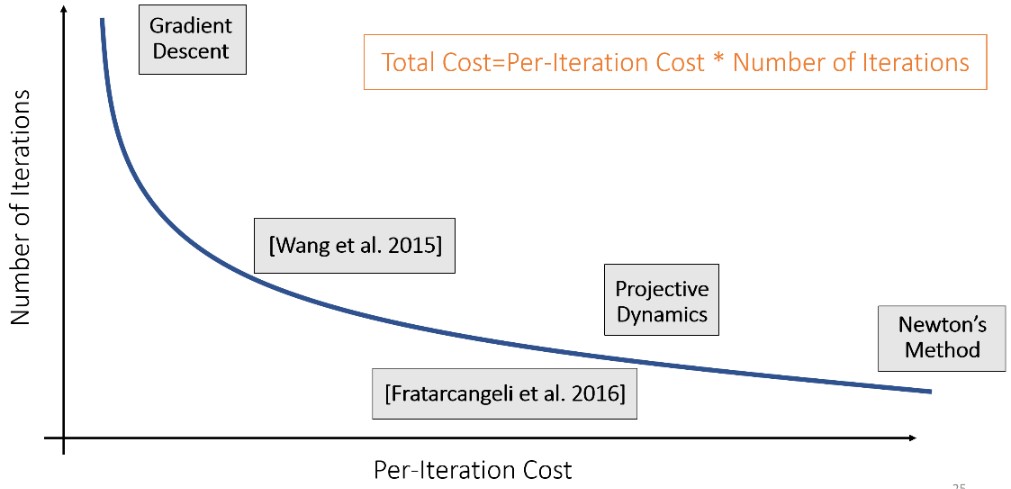 Gradient
Descent
Total Cost=Per-Iteration Cost * Number of Iterations
Number of Iterations
[Wang et al. 2015]
Projective
Dynamics
Newton's
Method
[Fratarcangeli et al. 2016]
Per-Iteration Cost